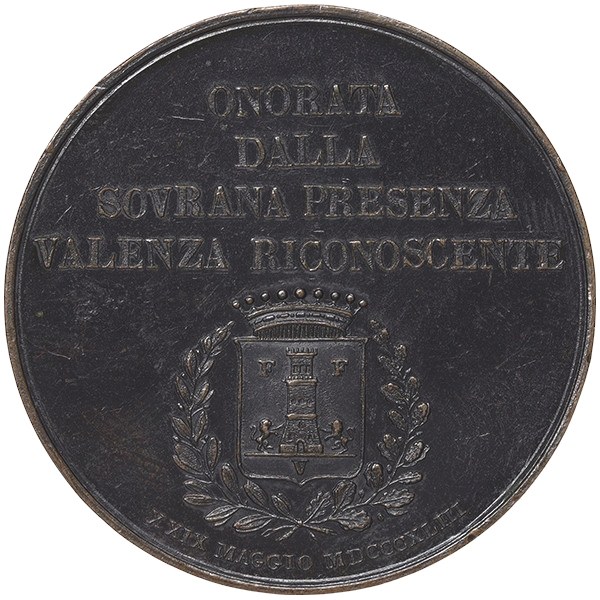 ONORATA
DALLA
SOVRANA PRESENZA
VALENZA RICONOSCENTE
F F
V
XXIX MAGGIO MDCCCXLIII